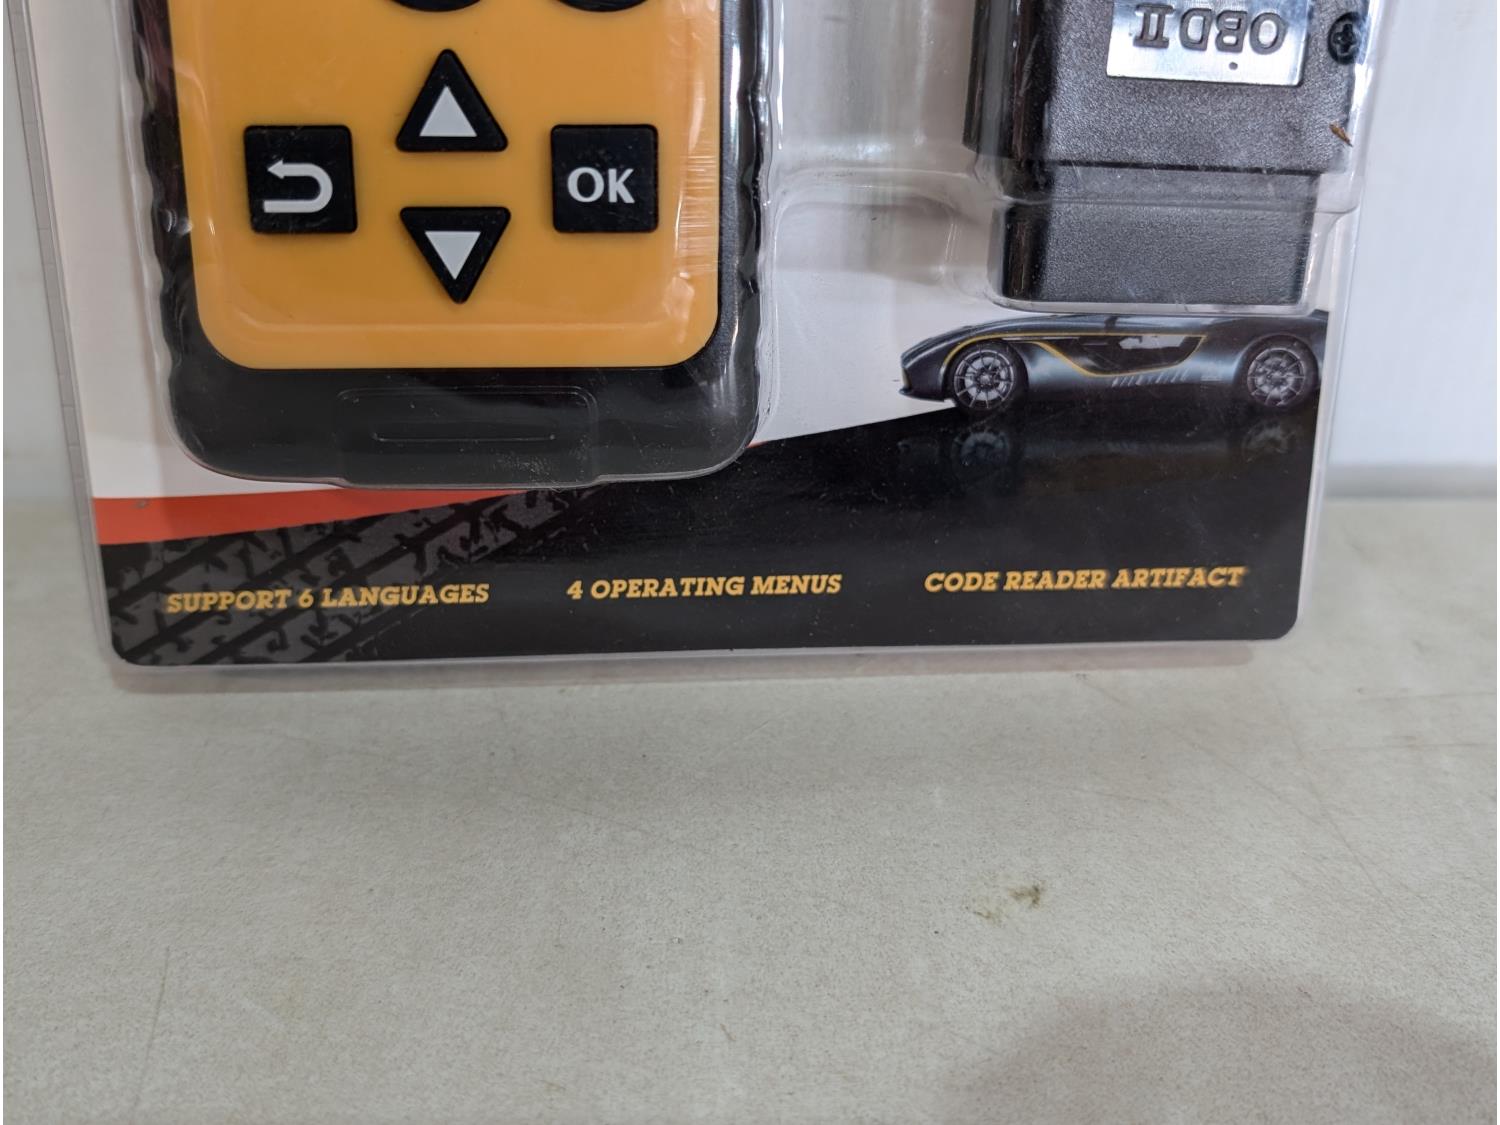 OBD II
OK
SUPPORT 6 LANGUAGES
4 OPERATING MENUS
CODE READER ARTIFACT